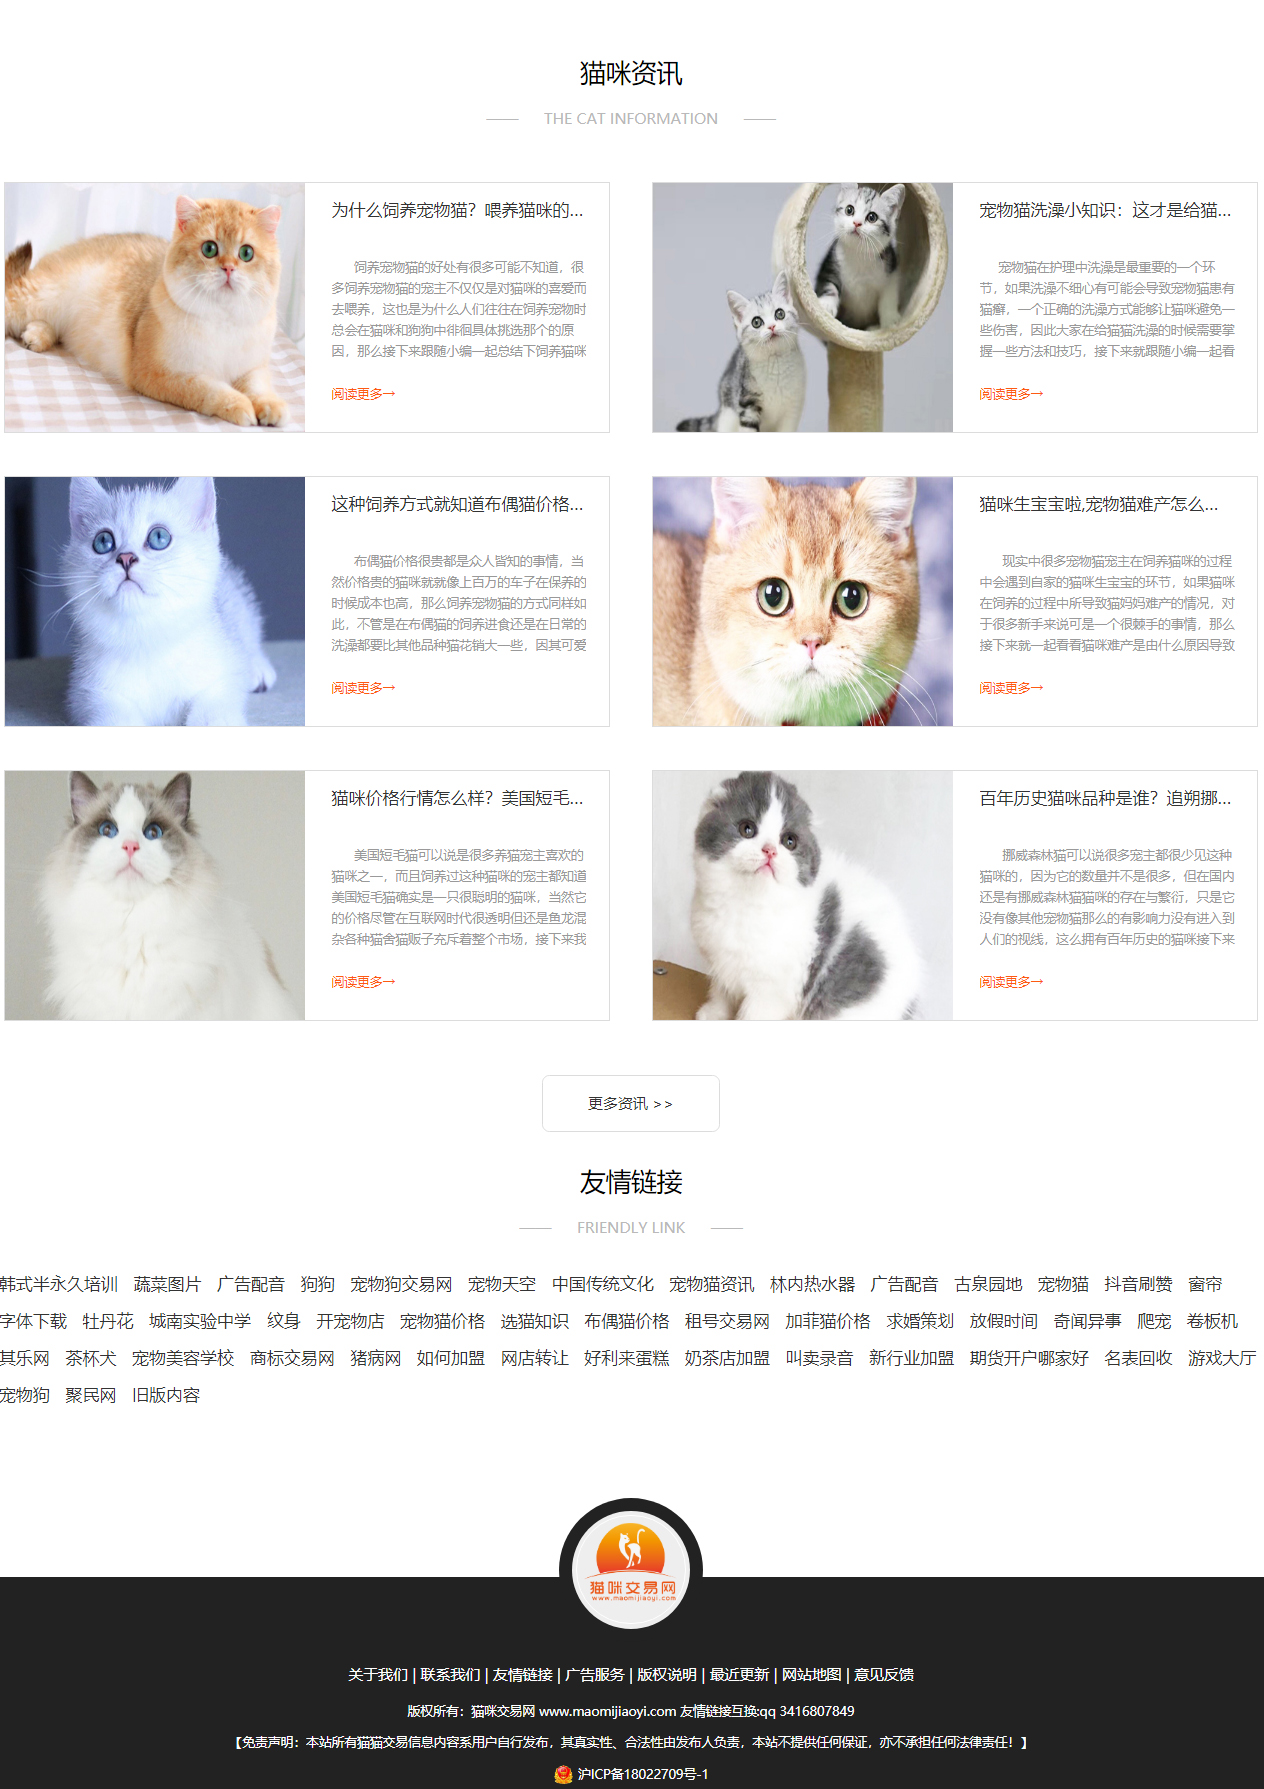 猫咪资讯
THE CAT INFORMATION
为什么饲养宠物猫？喂养猫咪的...
饲养宠物猫的好处有很多可能不知道，很
多饲养宠物猫的宠主不仅仅是对猫咪的喜爱而
去喂养，这也是为什么人们往往在饲养宠物时
总会在猫咪和狗狗中徘徊具体挑选那个的原
因，那么接下来跟随小编一起总结下饲养猫咪
阅读更多→
宠物猫洗澡小知识：这才是给猫...
宠物猫在护理中洗澡是最重要的一个环
节，如果洗澡不细心有可能会导致宠物猫患有
猫癣，一个正确的洗澡方式能够让猫咪避免一
些伤害，因此大家在给猫猫洗澡的时候需要掌
握一些方法和技巧，接下来就跟随小编一起看
阅读更多→
这种饲养方式就知道布偶猫价格...
布偶猫价格很贵都是众人皆知的事情，当
然价格贵的猫咪就就像上百万的车子在保养的
时候成本也高，那么饲养宠物猫的方式同样如
此，不管是在布偶猫的饲养进食还是在日常的
洗澡都要比其他品种猫花销大一些，因其可爱
阅读更多→
猫咪生宝宝啦,宠物猫难产怎么...
现实中很多宠物猫宠主在饲养猫咪的过程
中会遇到自家的猫咪生宝宝的环节，如果猫咪
在饲养的过程中所导致猫妈妈难产的情况，对
于很多新手来说可是一个很棘手的事情，那么
接下来就一起看看猫咪难产是由什么原因导致
阅读更多→
猫咪价格行情怎么样？美国短毛...
美国短毛猫可以说是很多养猫宠主喜欢的
猫咪之一，而且饲养过这种猫咪的宠主都知道
美国短毛猫确实是一只很聪明的猫咪，当然它
的价格尽管在互联网时代很透明但还是鱼龙混
杂各种猫舍猫贩子充斥着整个市场，接下来我
阅读更多→
百年历史猫咪品种是谁？追朔挪...
挪威森林猫可以说很多宠主都很少见这种
猫咪的，因为它的数量并不是很多，但在国内
还是有挪威森林猫猫咪的存在与繁衍，只是它
没有像其他宠物猫那么的有影响力没有进入到
人们的视线，这么拥有百年历史的猫咪接下来
阅读更多→
更多资讯 >>
友情链接
FRIENDLY LINK
韩式半永久培训 蔬菜图片 广告配音 狗狗 宠物狗交易网 宠物天空 中国传统文化 宠物猫资讯 林内热水器 广告配音 古泉园地 宠物猫 抖音刷赞 窗帘
字体下载 牡丹花 城南实验中学 纹身 开宠物店 宠物猫价格 选猫知识 布偶猫价格 租号交易网 加菲猫价格 求婚策划 放假时间 奇闻异事 爬宠 卷板机
其乐网 茶杯犬 宠物美容学校 商标交易网 猪病网 如何加盟 网店转让 好利来蛋糕 奶茶店加盟 叫卖录音 新行业加盟 期货开户哪家好 名表回收 游戏大厅
宠物狗 聚民网 旧版内容
猫咪交易网
www.maomijiaoyi.com
关于我们 | 联系我们 | 友情链接 | 广告服务 | 版权说明 | 最近更新 | 网站地图 | 意见反馈
版权所有：猫咪交易网 www.maomijiaoyi.com 友情链接互换:qq 3416807849
【免责声明：本站所有猫猫交易信息内容系用户自行发布，其真实性、合法性由发布人负责，本站不提供任何保证，亦不承担任何法律责任！】
沪ICP备18022709号-1